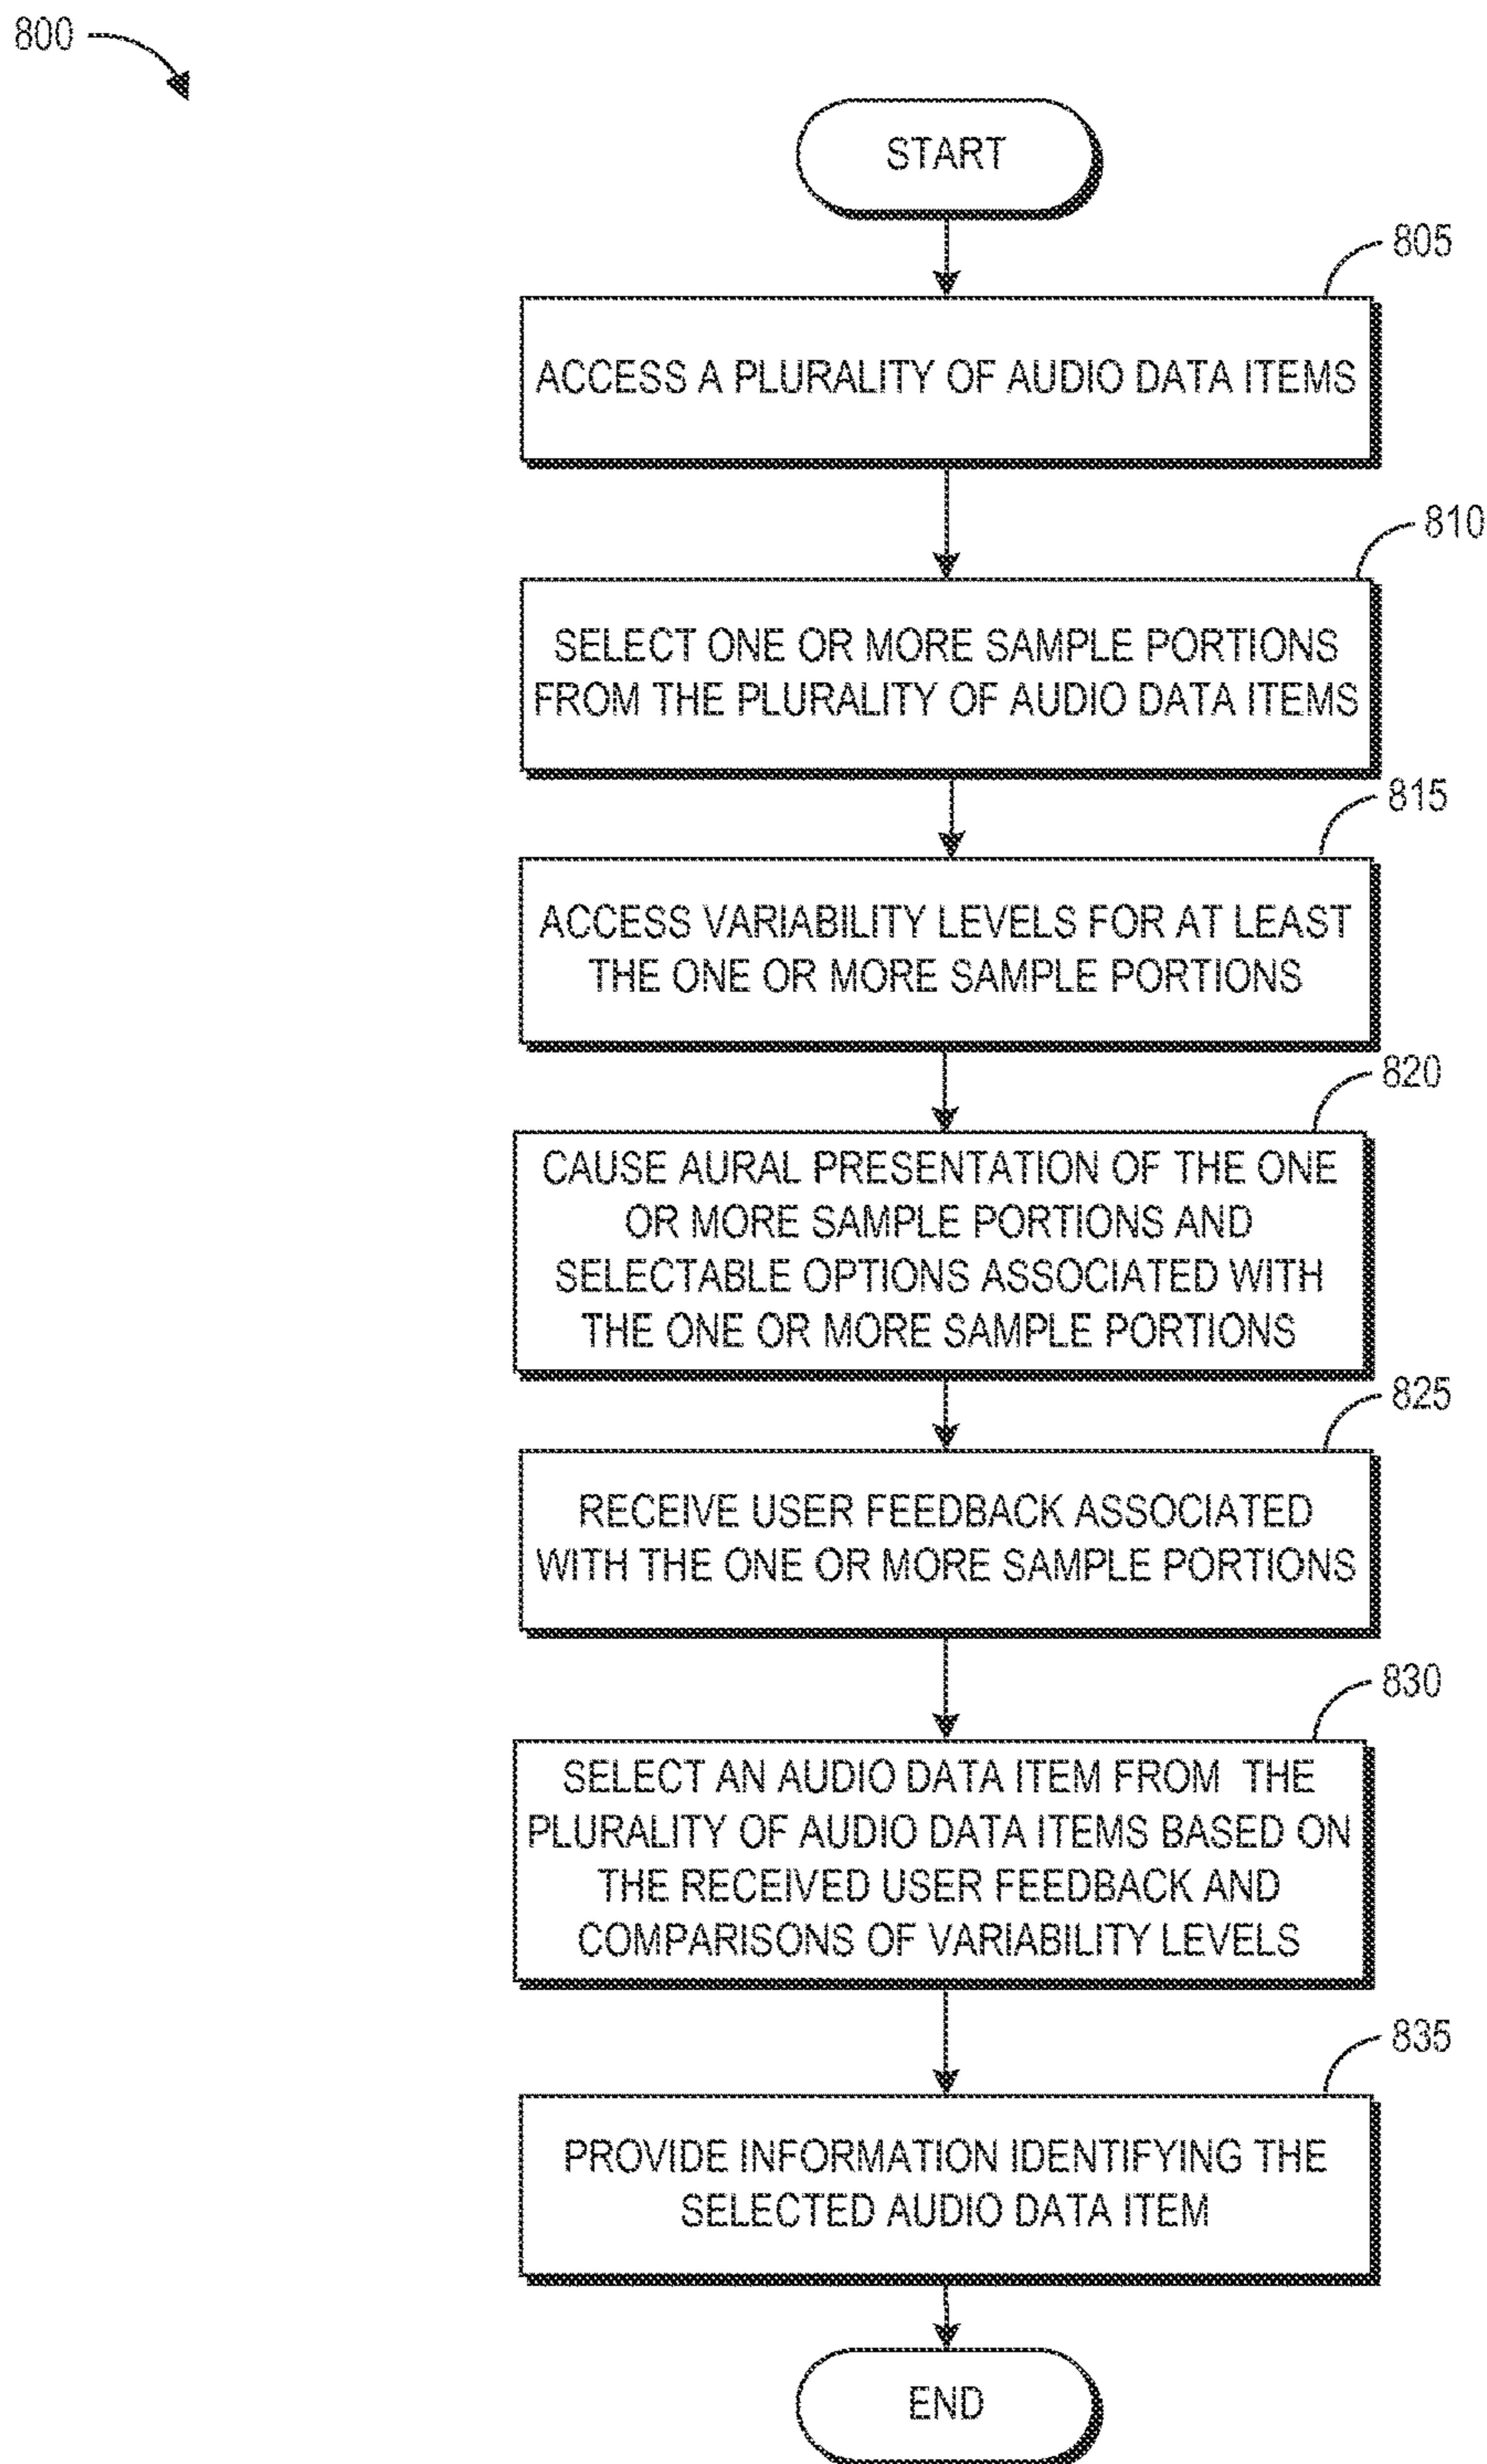 800
START
805
ACCESS A PLURALITY OF AUDIO DATA ITEMS
810
SELECT ONE OR MORE SAMPLE PORTIONS
FROM THE PLURALITY OF AUDIO DATA ITEMS
815
ACCESS VARIABILITY LEVELS FOR AT LEAST
THE ONE OR MORE SAMPLE PORTIONS
820
CAUSE AURAL PRESENTATION OF THE ONE
OR MORE SAMPLE PORTIONS AND
SELECTABLE OPTIONS ASSOCIATED WITH
THE ONE OR MORE SAMPLE PORTIONS
825
RECEIVE USER FEEDBACK ASSOCIATED
WITH THE ONE OR MORE SAMPLE PORTIONS
830
SELECT AN AUDIO DATA ITEM FROM THE
PLURALITY OF AUDIO DATA ITEMS BASED ON
THE RECEIVED USER FEEDBACK AND
COMPARISONS OF VARIABILITY LEVELS
835
PROVIDE INFORMATION IDENTIFYING THE
SELECTED AUDIO DATA ITEM
END